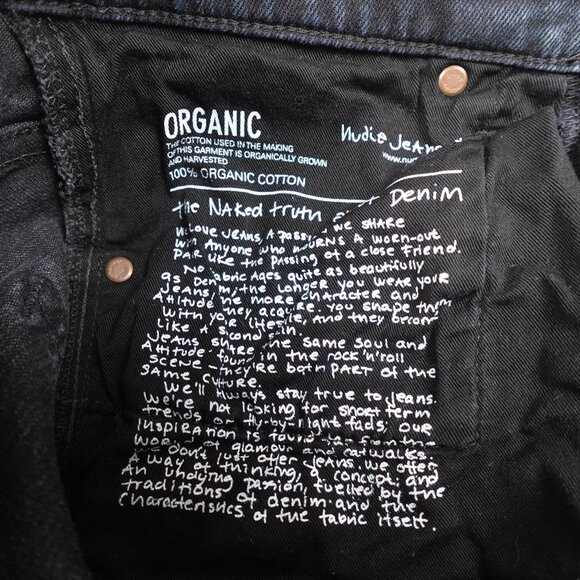 ORGANIC
THE COTTON USED IN THE MAKING
OF THIS GARMENT IS ORGANICALLY GROWN
AND HARVESTED
100% ORGANIC COTTON
nudie jeans
www.nud
the NAKED truth DENIM
LOVE JEANS, A PASS WE SHARE
WITH ANYONE who MOURNS A worn-out
PAIR LIKE the PASSING of a close friend.
NO FABRIC AGES quite as beautifully
as DENIM, the LONGER you WEAR YOUR
JEANS, the MORE CHARACTER and
Attitude they ACQUIRE. YOU SHAPE them
with your lifestyle, AND they BECOME
Like A Second Skin.
JEANS SHARE the same soul and
Attitude found in the rock'n'roll
Scene - they're both PART of the
SAME CULTURE.
We'll Always stay true to jeans.
We're not looking for short term
trends or fly-by-light fads; our
inspiration is found far from the
world of glamour and catwalks.
We don't just offer JEANS, we offer
A way of thinking, a concept and
An undying passion, fuelled by the
traditions of denim and the
Characteristics of the fabric itself.